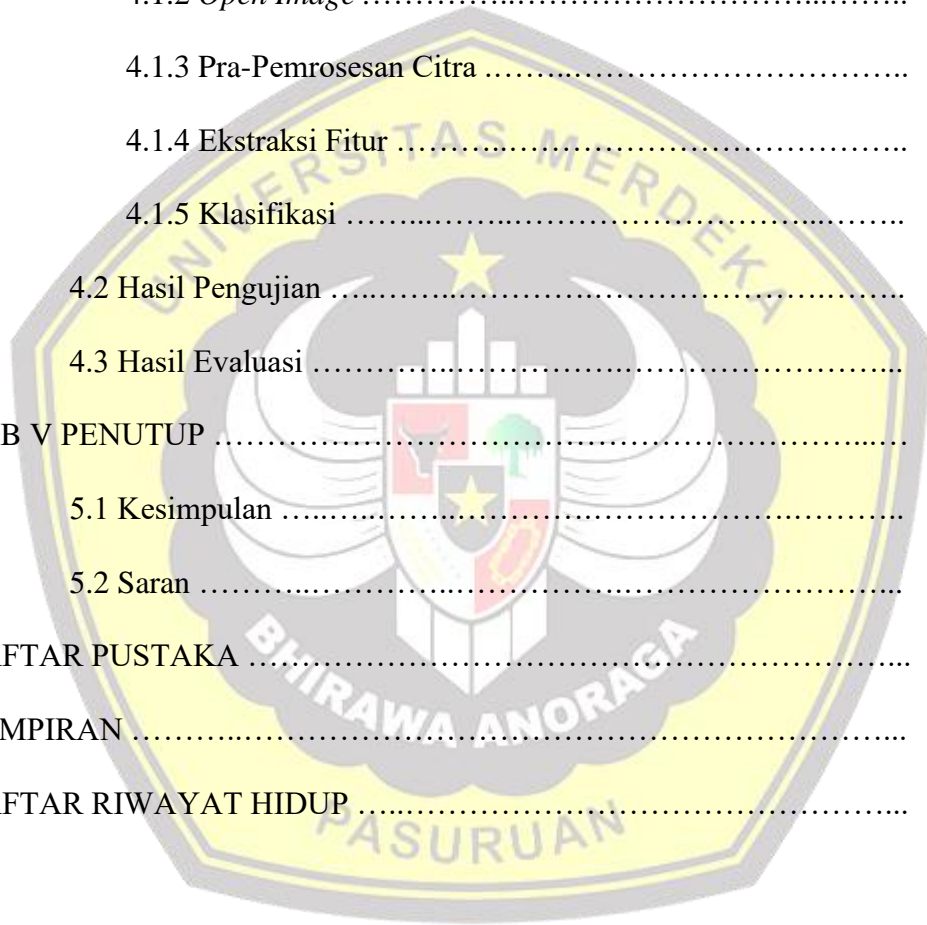 4.1.2 Open Image …………..……………………...……..
4.1.3 Pra-Pemrosesan Citra .……..…………………………..
4.1.4 Ekstraksi Fitur ………..……………………………..
4.1.5 Klasifikasi ……...……..………………………..……..
4.2 Hasil Pengujian …..……..………….………………….……..
4.3 Hasil Evaluasi …………..……………….……………………...
B V PENUTUP ……………….…………………………………...…
5.1 Kesimpulan …..…..………..………….………………….……..
5.2 Saran ………..…………..……………….……………………...
AFTAR PUSTAKA …………………………………………………...
MPIRAN ………..…………………………………………………...
AFTAR RIWAYAT HIDUP …..……………………………………...
UNIVERSITAS MERDEKA
BHIRAWA ANORAGA
PASURUAN